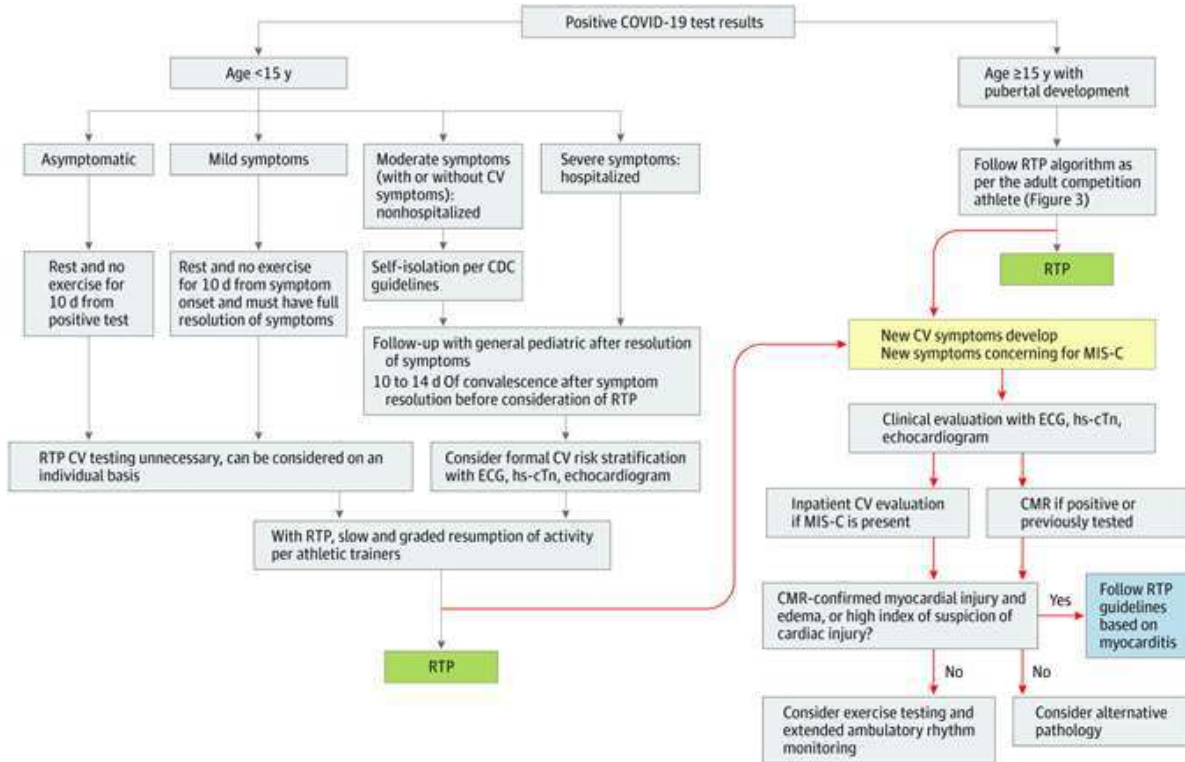 Positive COVID-19 test results
Age <15 y
Age ≥15 y with
pubertal development
Asymptomatic
Mild symptoms
Moderate symptoms
(with or without CV
symptoms):
nonhospitalized
Severe symptoms:
hospitalized
Follow RTP algorithm as
per the adult competition
athlete (Figure 3)
Rest and no
exercise for
10 d from
positive test
Rest and no exercise
for 10 d from symptom
onset and must have full
resolution of symptoms
Self-isolation per CDC
guidelines
RTP
Follow-up with general pediatric after resolution
of symptoms
10 to 14 d Of convalescence after symptom
resolution before consideration of RTP
New CV symptoms develop
New symptoms concerning for MIS-C
RTP CV testing unnecessary, can be considered on an
individual basis
Consider formal CV risk stratification
with ECG, hs-cTn, echocardiogram
Clinical evaluation with ECG, hs-cTn,
echocardiogram
With RTP, slow and graded resumption of activity
per athletic trainers
Inpatient CV evaluation
if MIS-C is present
CMR if positive or
previously tested
RTP
CMR-confirmed myocardial injury and
edema, or high index of suspicion of
cardiac injury?
Yes
Follow RTP
guidelines
based on
myocarditis
No
No
Consider exercise testing and
extended ambulatory rhythm
monitoring
Consider alternative
pathology